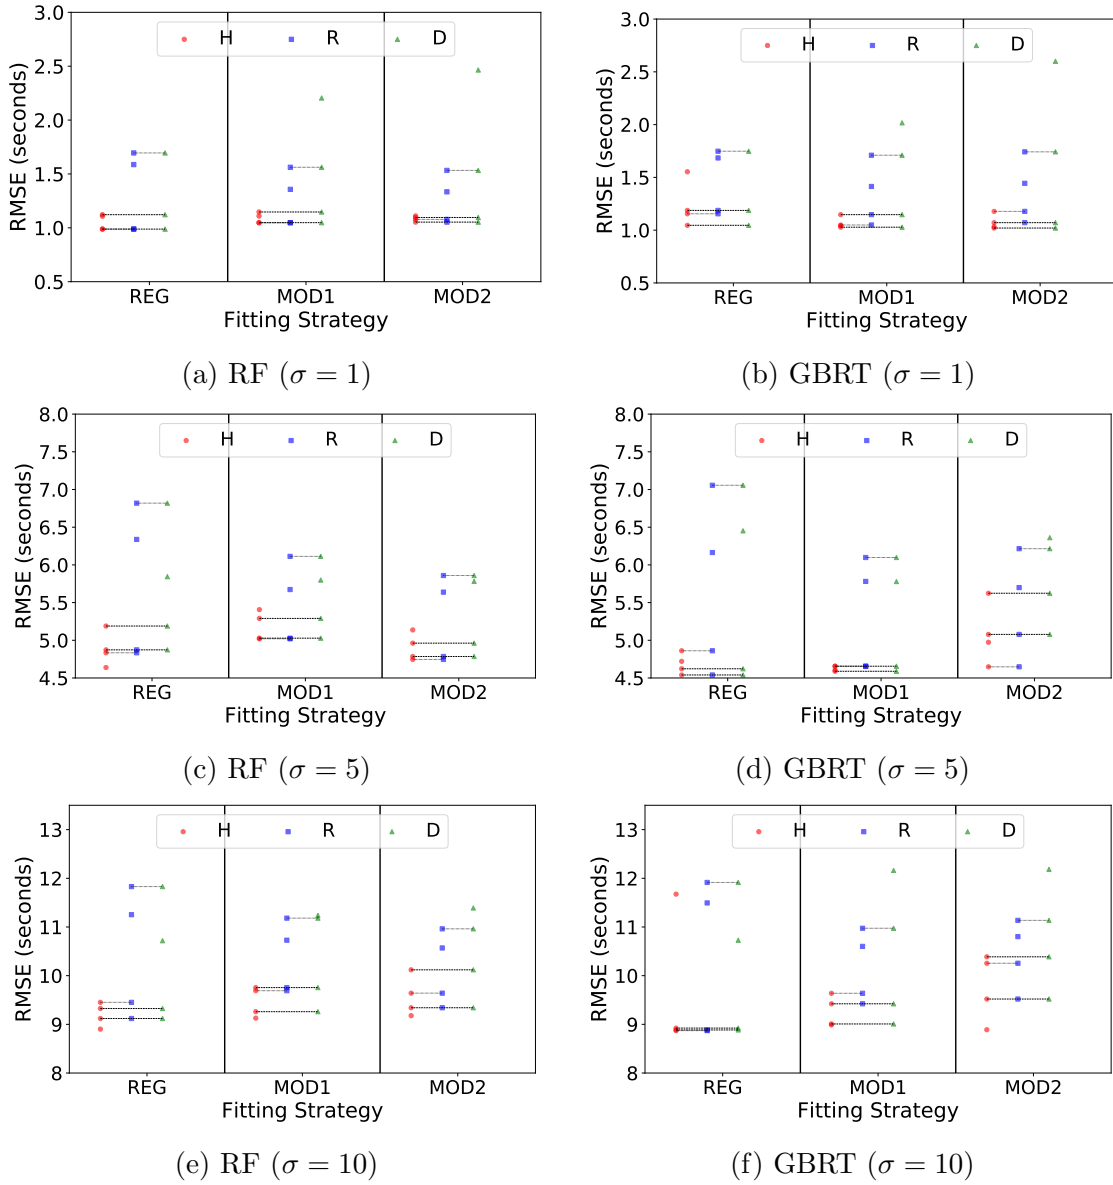 3.0
2.5
2.0
1.5
1.0
0.5
RMSE (seconds)
H R D
REG MOD1 MOD2
Fitting Strategy
(a) RF (σ = 1)
3.0
2.5
2.0
1.5
1.0
0.5
RMSE (seconds)
H R D
REG MOD1 MOD2
Fitting Strategy
(b) GBRT (σ = 1)
8.0
7.5
7.0
6.5
6.0
5.5
5.0
4.5
RMSE (seconds)
H R D
REG MOD1 MOD2
Fitting Strategy
(c) RF (σ = 5)
8.0
7.5
7.0
6.5
6.0
5.5
5.0
4.5
RMSE (seconds)
H R D
REG MOD1 MOD2
Fitting Strategy
(d) GBRT (σ = 5)
13
12
11
10
9
8
RMSE (seconds)
H R D
REG MOD1 MOD2
Fitting Strategy
(e) RF (σ = 10)
13
12
11
10
9
8
RMSE (seconds)
H R D
REG MOD1 MOD2
Fitting Strategy
(f) GBRT (σ = 10)